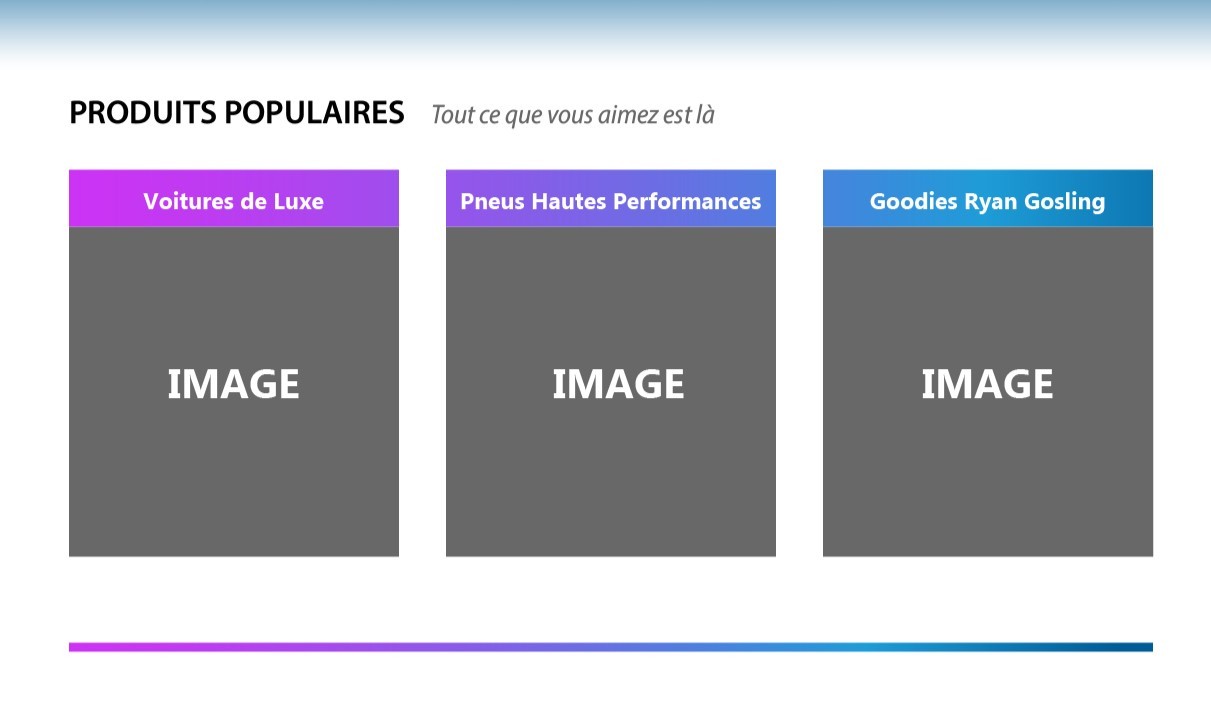 PRODUITS POPULAIRES Tout ce que vous aimez est là
Voitures de Luxe
Pneus Hautes Performances
Goodies Ryan Gosling
IMAGE
IMAGE
IMAGE